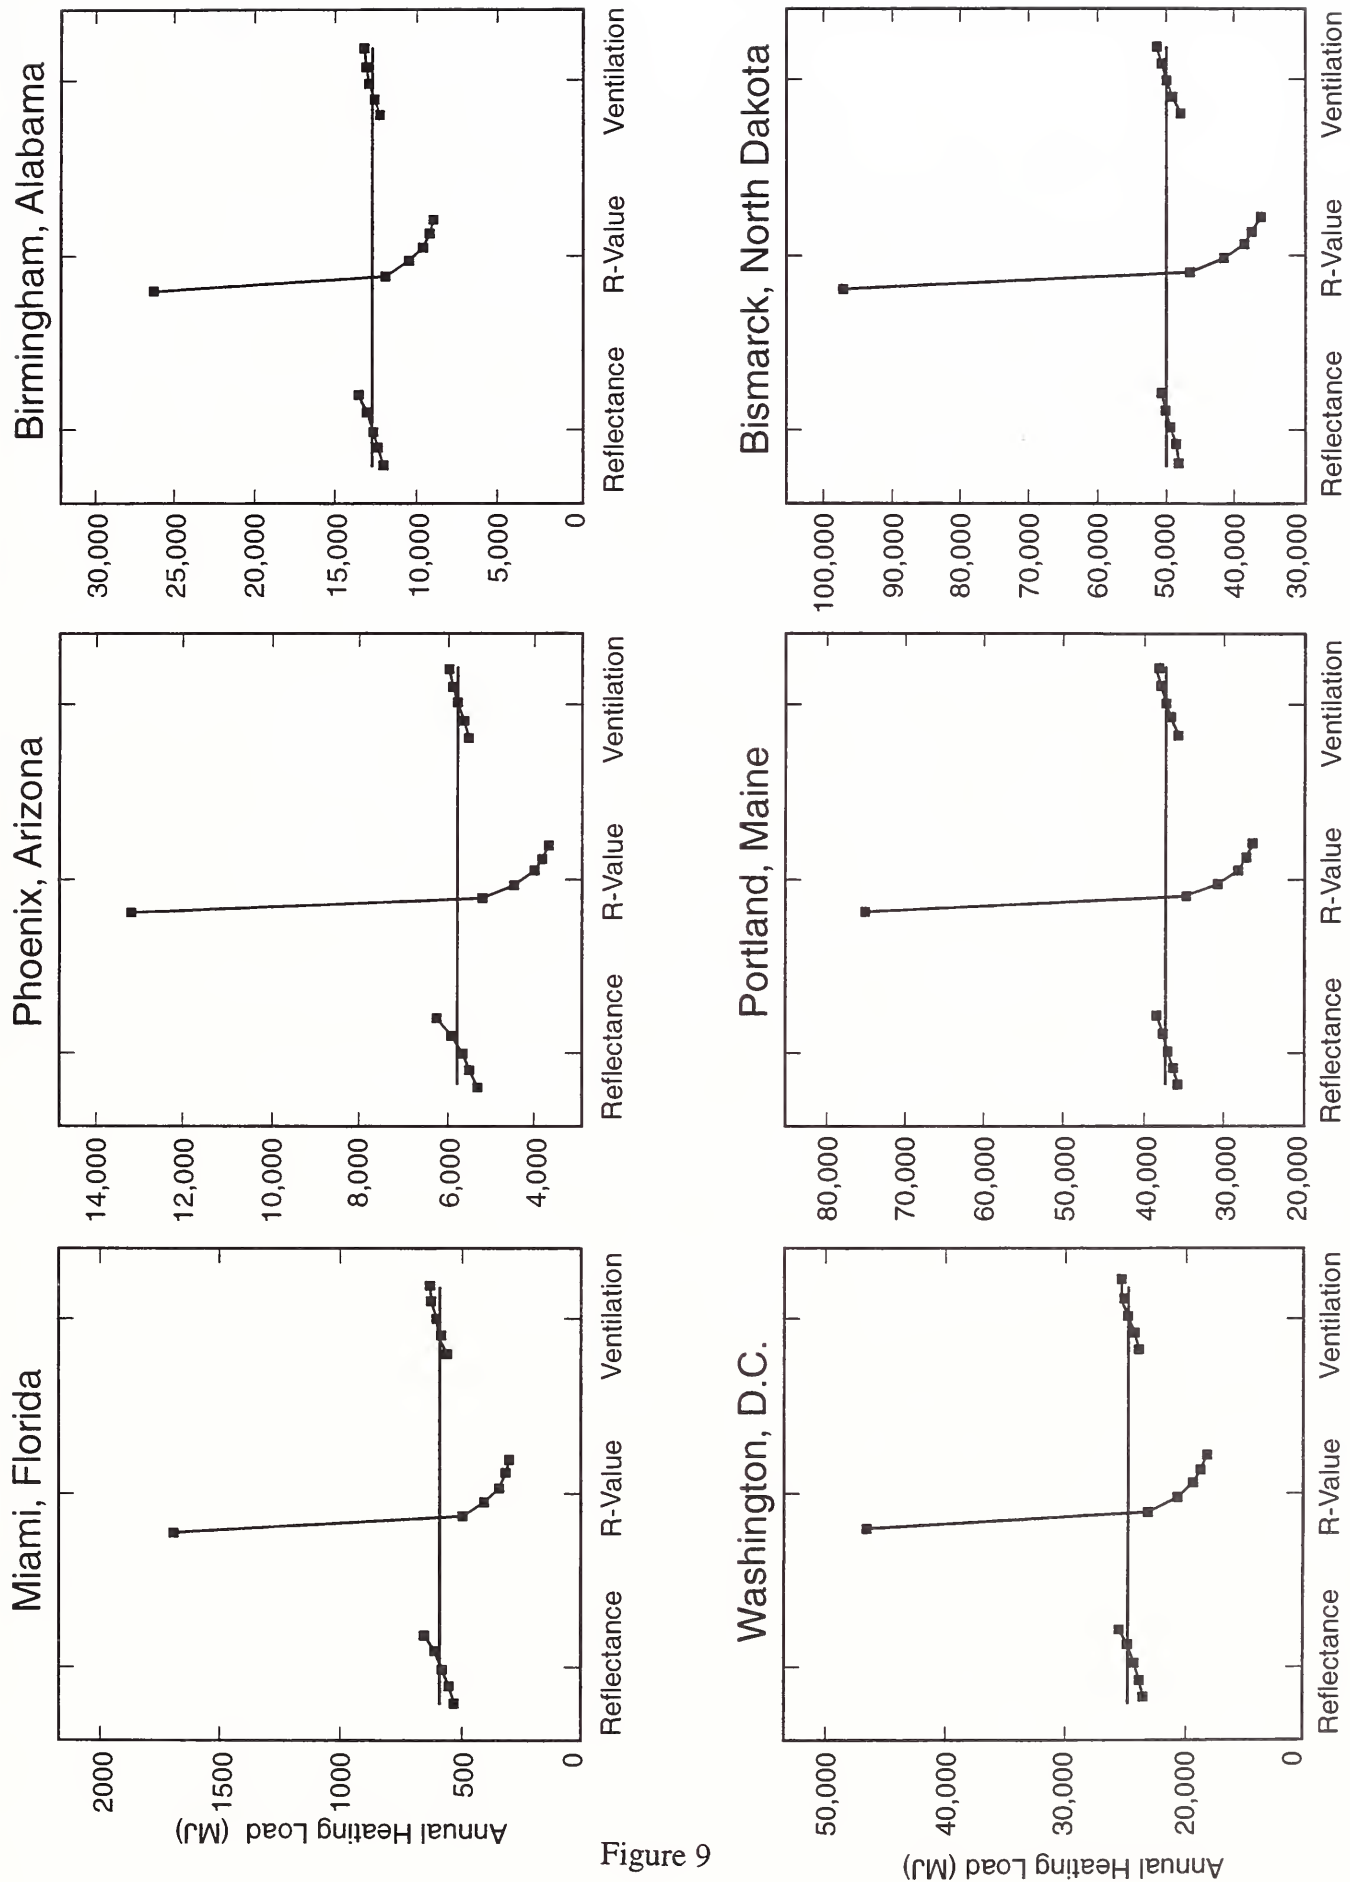 Miami, Florida
Annual Heating Load (MJ)
2000
1500
1000
500
0
Reflectance
R-Value
Ventilation
Phoenix, Arizona
14,000
12,000
10,000
8,000
6,000
4,000
Reflectance
R-Value
Ventilation
Birmingham, Alabama
30,000
25,000
20,000
15,000
10,000
5,000
0
Reflectance
R-Value
Ventilation
Washington, D.C.
Annual Heating Load (MJ)
50,000
40,000
30,000
20,000
0
Reflectance
R-Value
Ventilation
Portland, Maine
80,000
70,000
60,000
50,000
40,000
30,000
20,000
Reflectance
R-Value
Ventilation
Bismarck, North Dakota
100,000
90,000
80,000
70,000
60,000
50,000
40,000
30,000
Reflectance
R-Value
Ventilation
Figure 9